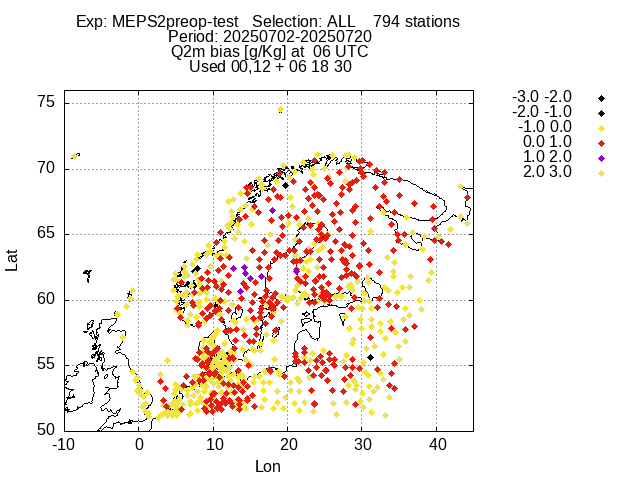 Exp: MEPS2preop-test   Selection: ALL    794 stations
Period: 20250702-20250720
Q2m bias [g/Kg] at  06 UTC
Used 00,12 + 06 18 30
-3.0 -2.0
-2.0 -1.0
-1.0 0.0
0.0 1.0
1.0 2.0
2.0 3.0
75
70
65
60
55
50
Lat
-10 0 10 20 30 40
Lon